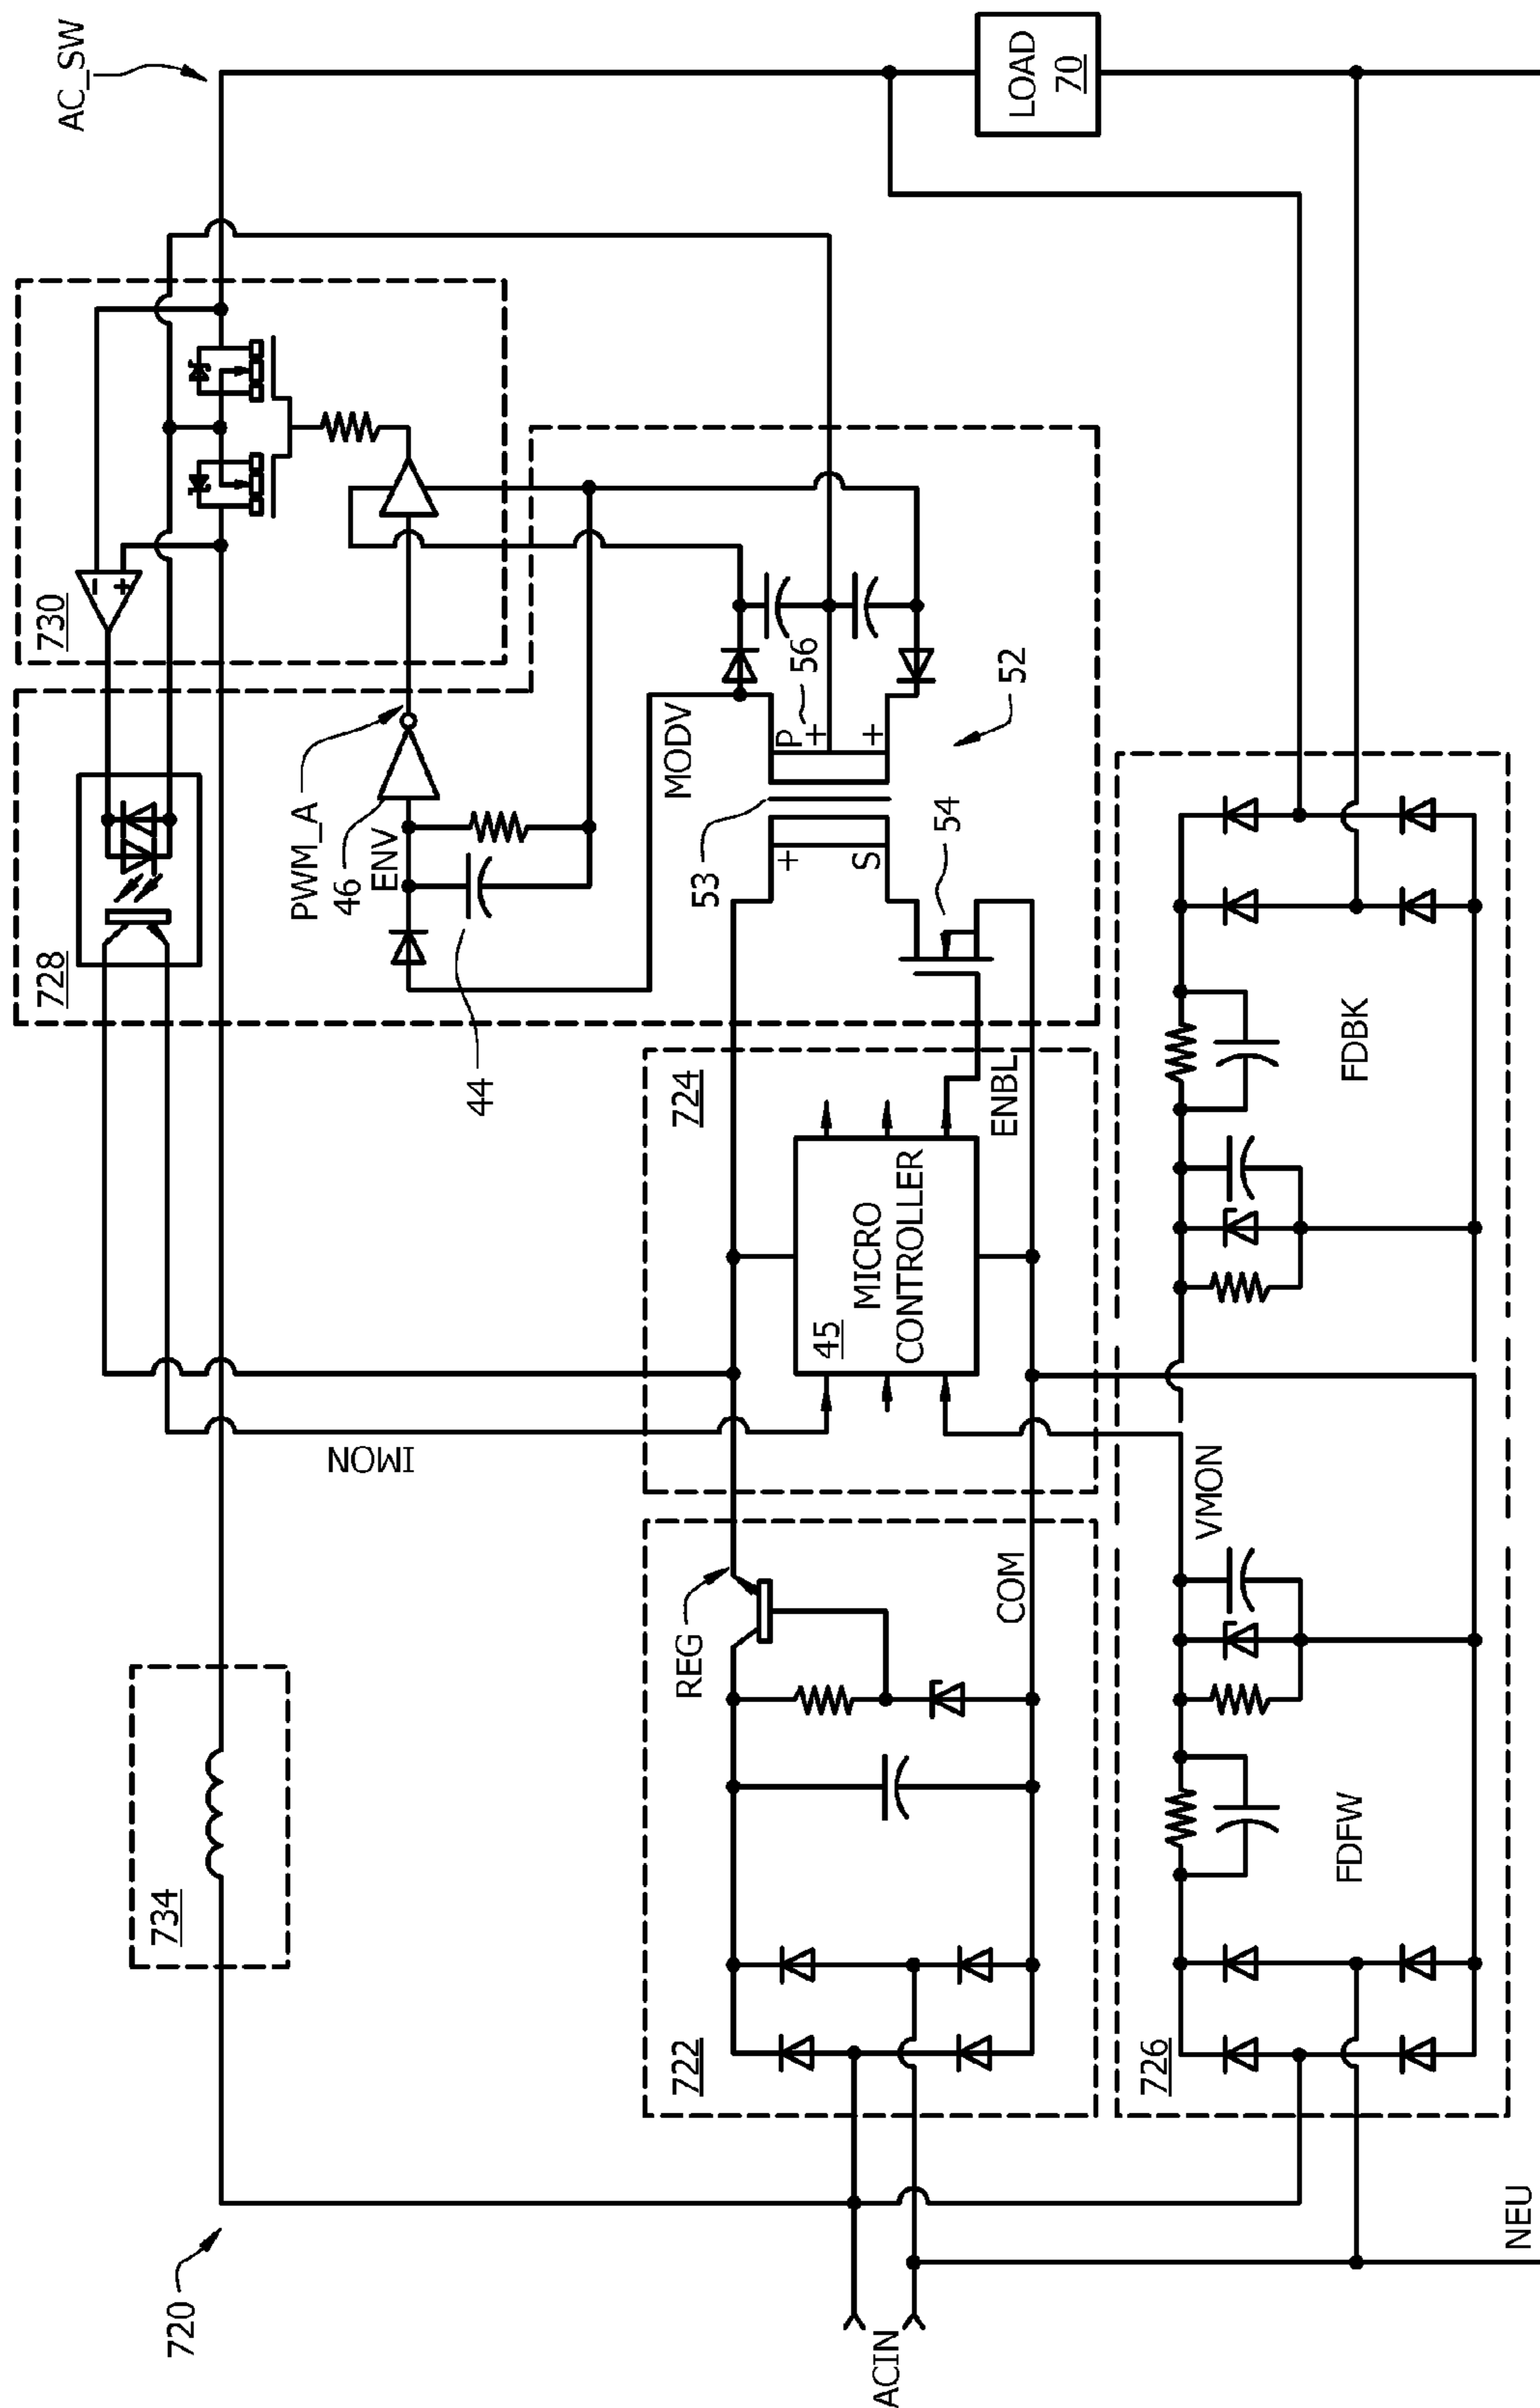 720
734
AC_SW
730
728
PWM_A
46
ENV
44
MODV
P
+
56
+
52
53
+
S
54
-
+
IMON
724
45
MICRO
CONTROLLER
ENBL
722
REG
COM
ACIN
LOAD
70
726
FDFW
VMON
FDBK
NEU